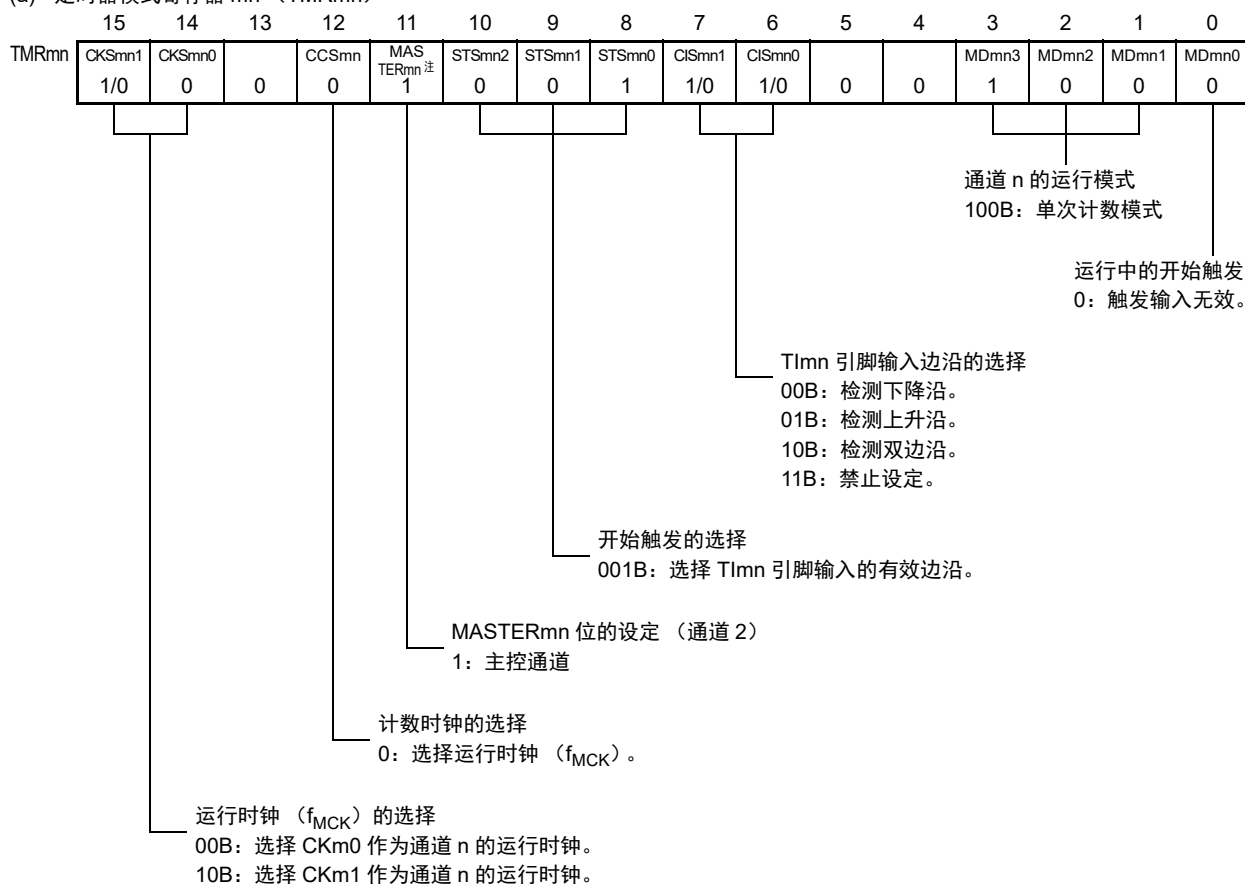 (a) 定时器模式寄存器 mn （TMRmn）
15 14 13 12 11 10 9 8 7 6 5 4 3 2 1 0
TMRmn CKSmn1 CKSmn0 CCSmn MAS STSmn2 STSmn1 STSmn0 CISmn1 CISmn0 MDmn3 MDmn2 MDmn1 MDmn0
TERmn 注
1/0 0 0 0 1 0 0 1 1/0 1/0 0 0 1 0 0 0
通道 n 的运行模式
100B：单次计数模式
运行中的开始触发
0：触发输入无效。
TImn 引脚输入边沿的选择
00B：检测下降沿。
01B：检测上升沿。
10B：检测双边沿。
11B：禁止设定。
开始触发的选择
001B：选择 TImn 引脚输入的有效边沿。
MASTERmn 位的设定 （通道 2）
1：主控通道
计数时钟的选择
0：选择运行时钟 （fMCK）。
运行时钟 （fMCK）的选择
00B：选择 CKm0 作为通道 n 的运行时钟。
10B：选择 CKm1 作为通道 n 的运行时钟。